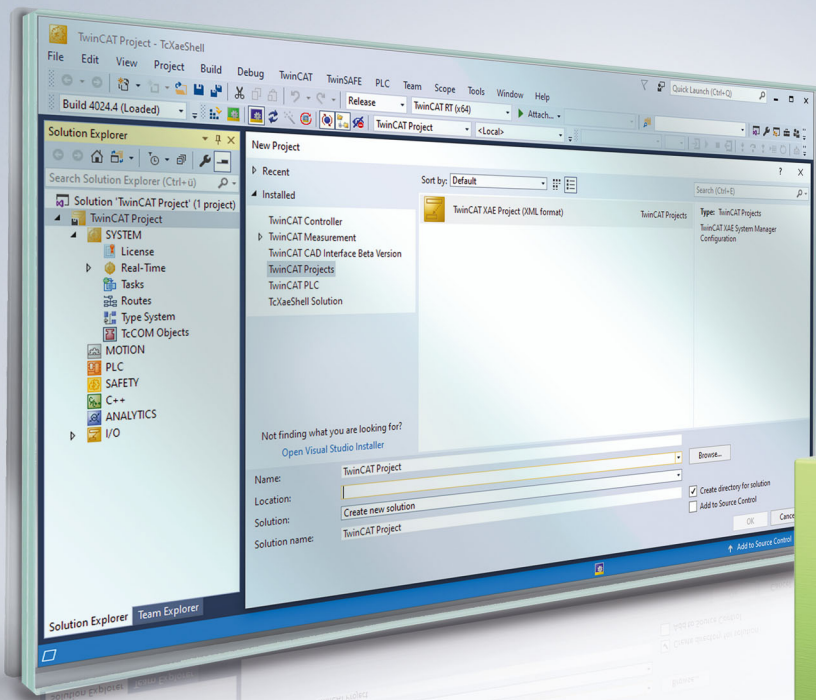 TwinCAT Project - TcXaeShell
Quick Launch (Ctrl+Q)
File Edit View Project Build Debug TwinCAT TwinSAFE PLC Team Scope Tools Window Help
Release TwinCAT RT (x64) Attach...
Build 4024.4 (Loaded) TwinCAT Project <Local>
Solution Explorer
Search Solution Explorer (Ctrl+ü)
Solution 'TwinCAT Project' (1 project)
TwinCAT Project
SYSTEM
License
Real-Time
Tasks
Routes
Type System
TcCOM Objects
MOTION
PLC
SAFETY
C++
ANALYTICS
I/O
Solution Explorer Team Explorer
New Project
? X
Recent
Installed
TwinCAT Controller
TwinCAT Measurement
TwinCAT CAD Interface Beta Version
TwinCAT Projects
TwinCAT PLC
TcXaeShell Solution
Not finding what you are looking for?
Open Visual Studio Installer
Sort by: Default
Search (Ctrl+E)
TwinCAT XAE Project (XML format) TwinCAT Projects
Type: TwinCAT Projects
TwinCAT XAE System Manager
Configuration
Name: TwinCAT Project
Location:
Browse...
Solution: Create new solution
Solution name: TwinCAT Project
Create directory for solution
Add to Source Control
OK Cance
Add to Source Control